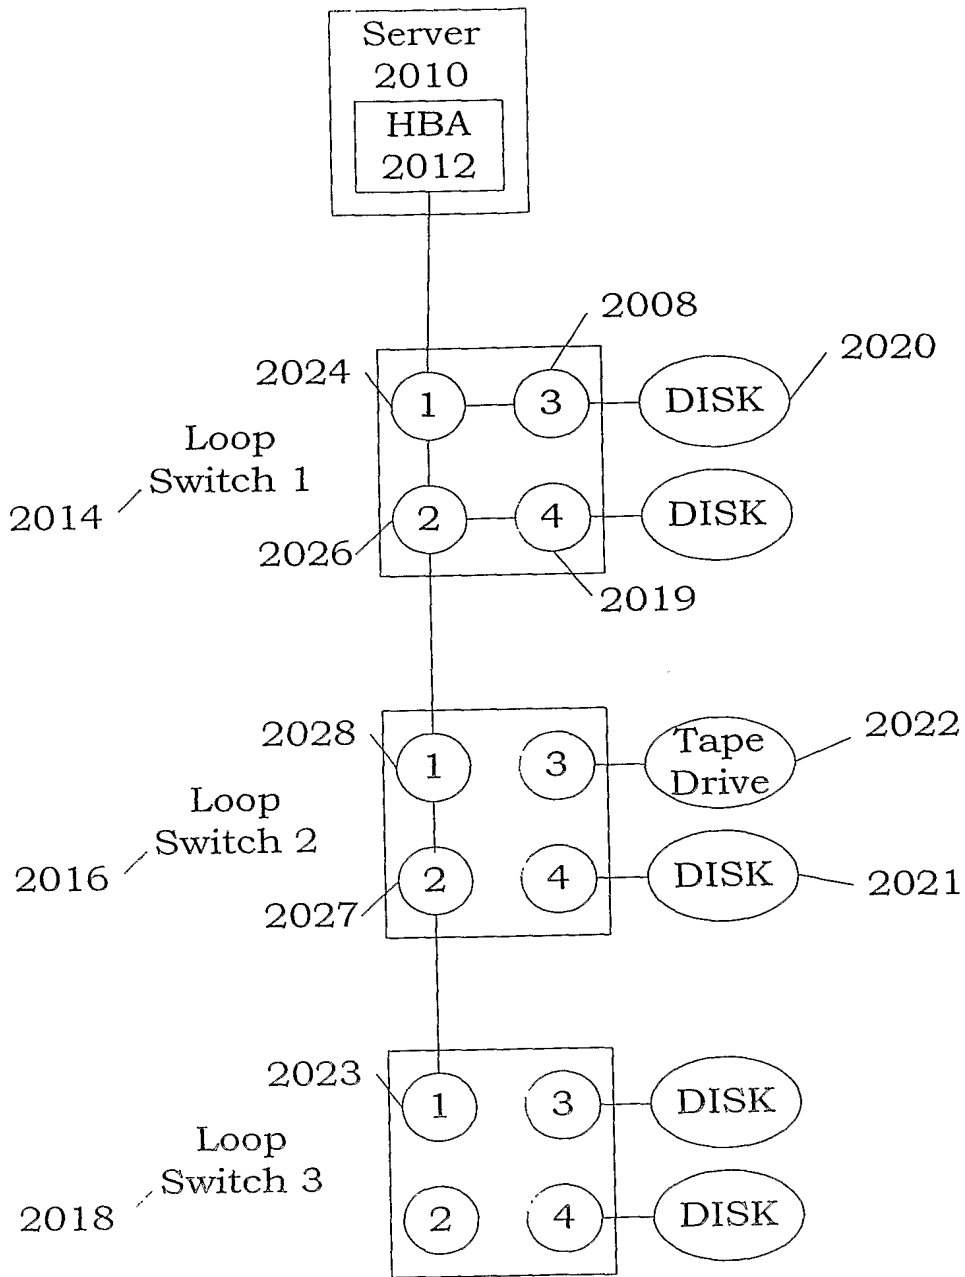 Server
2010
HBA
2012
2008
2024
2020
1
3
DISK
Loop
Switch 1
2014
2
4
DISK
2026
2019
2028
2022
1
3
Tape
Drive
Loop
Switch 2
2016
2
4
DISK
2021
2027
2023
1
3
DISK
Loop
Switch 3
2018
2
4
DISK